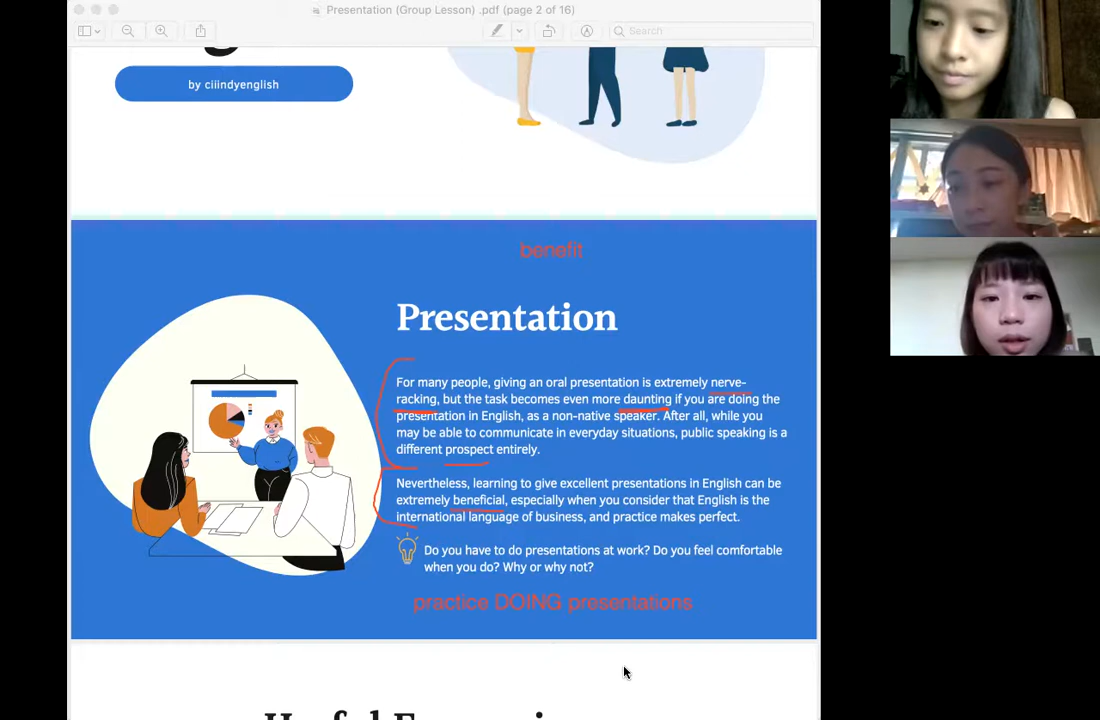 Presentation (Group Lesson) .pdf (page 2 of 16)
Search
by ciiindyenglish
benefit
Presentation
For many people, giving an oral presentation is extremely nerve-
racking, but the task becomes even more daunting if you are doing the
presentation in English, as a non-native speaker. After all, while you
may be able to communicate in everyday situations, public speaking is a
different prospect entirely.
Nevertheless, learning to give excellent presentations in English can be
extremely beneficial, especially when you consider that English is the
international language of business, and practice makes perfect.
Do you have to do presentations at work? Do you feel comfortable
when you do? Why or why not?
practice DOING presentations